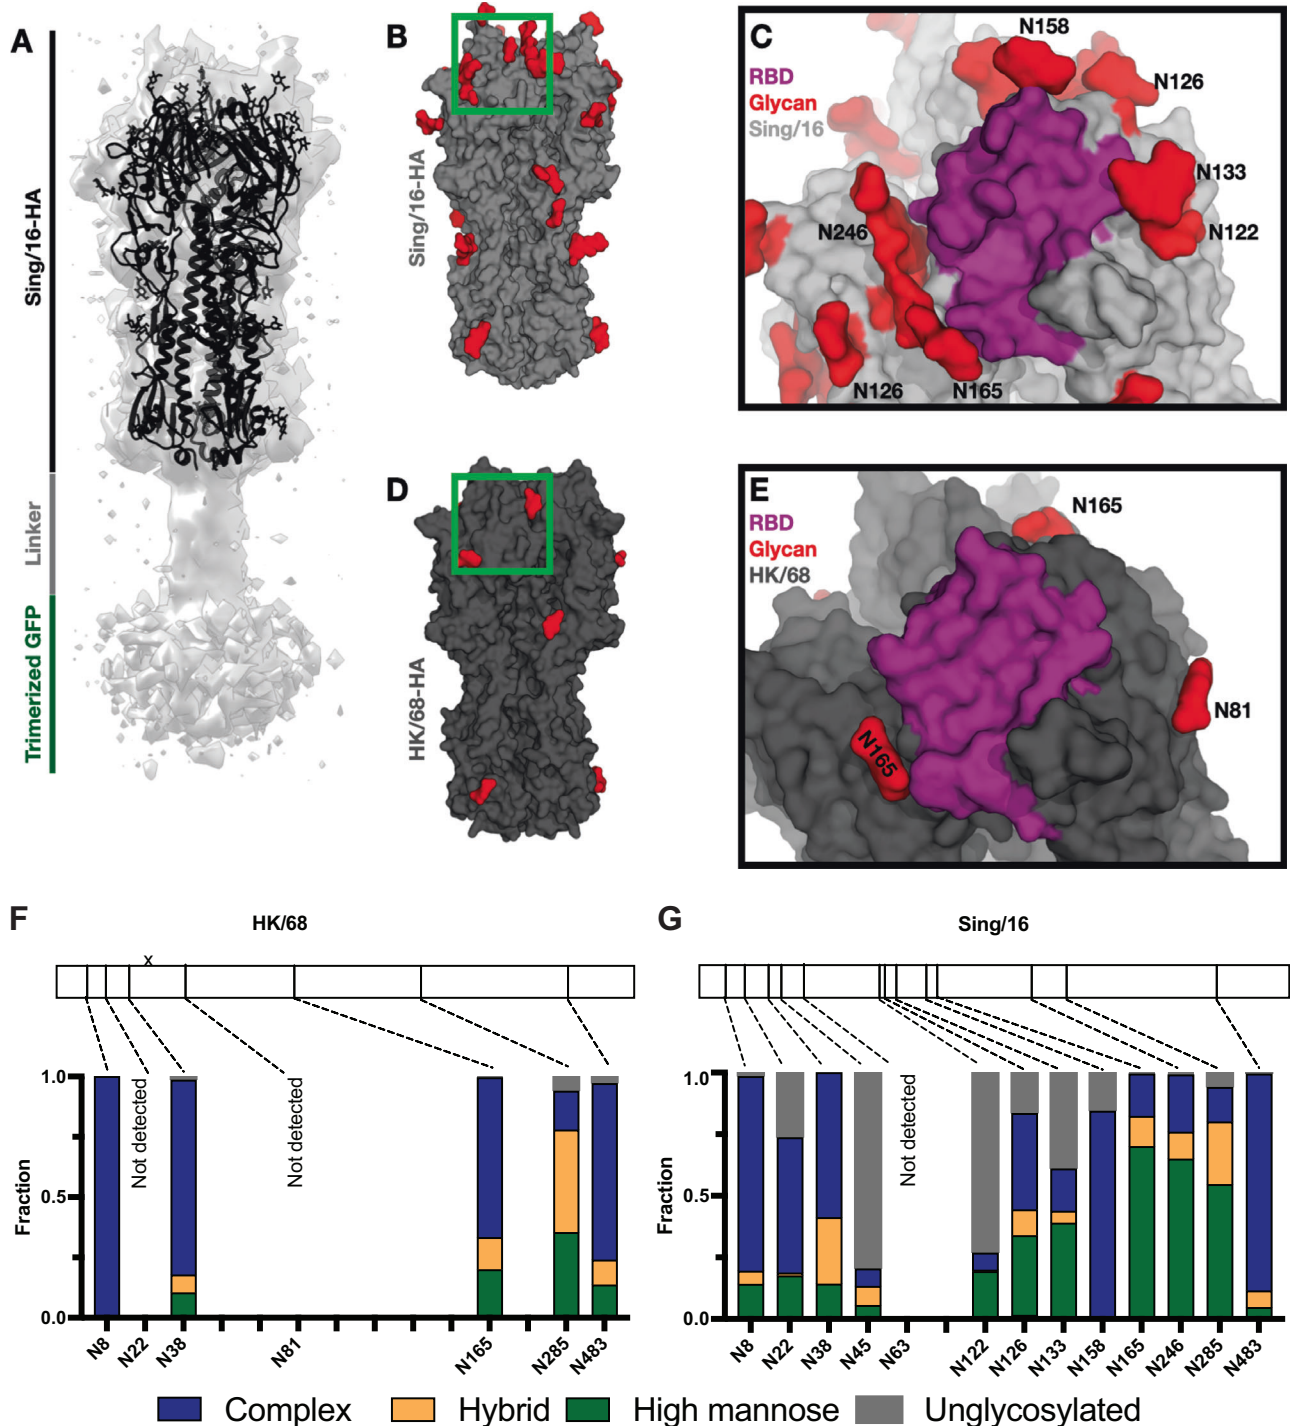 A
Sing/16-HA
Linker
Trimerized GFP
B
Sing/16-HA
C
RBD
Glycan
Sing/16
N158
N126
N133
N122
N246
N126
N165
D
HK/68-HA
E
RBD
Glycan
HK/68
N165
N81
N165
F
HK/68
x
Fraction
1.0
0.5
0.0
Not detected
Not detected
N8
N22
N38
N81
N165
N285
N483
G
Sing/16
Fraction
1.0
0.5
0.0
Not detected
N8
N22
N38
N45
N63
N122
N126
N133
N158
N165
N246
N285
N483
Complex
Hybrid
High mannose
Unglycosylated